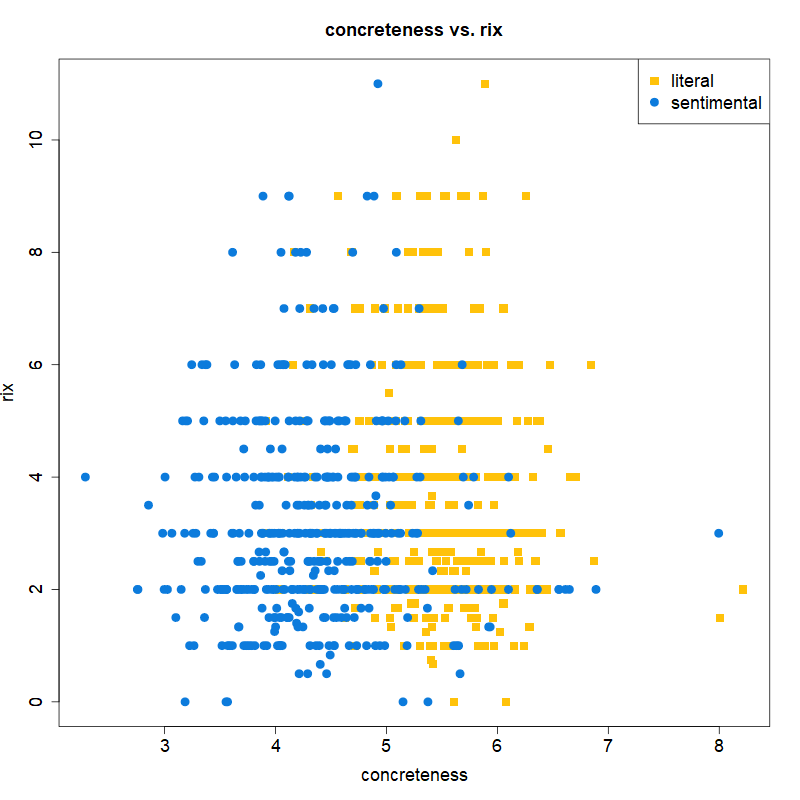 concreteness vs. rix
literal
sentimental
10
8
6
4
2
0
rix
3 4 5 6 7 8
concreteness